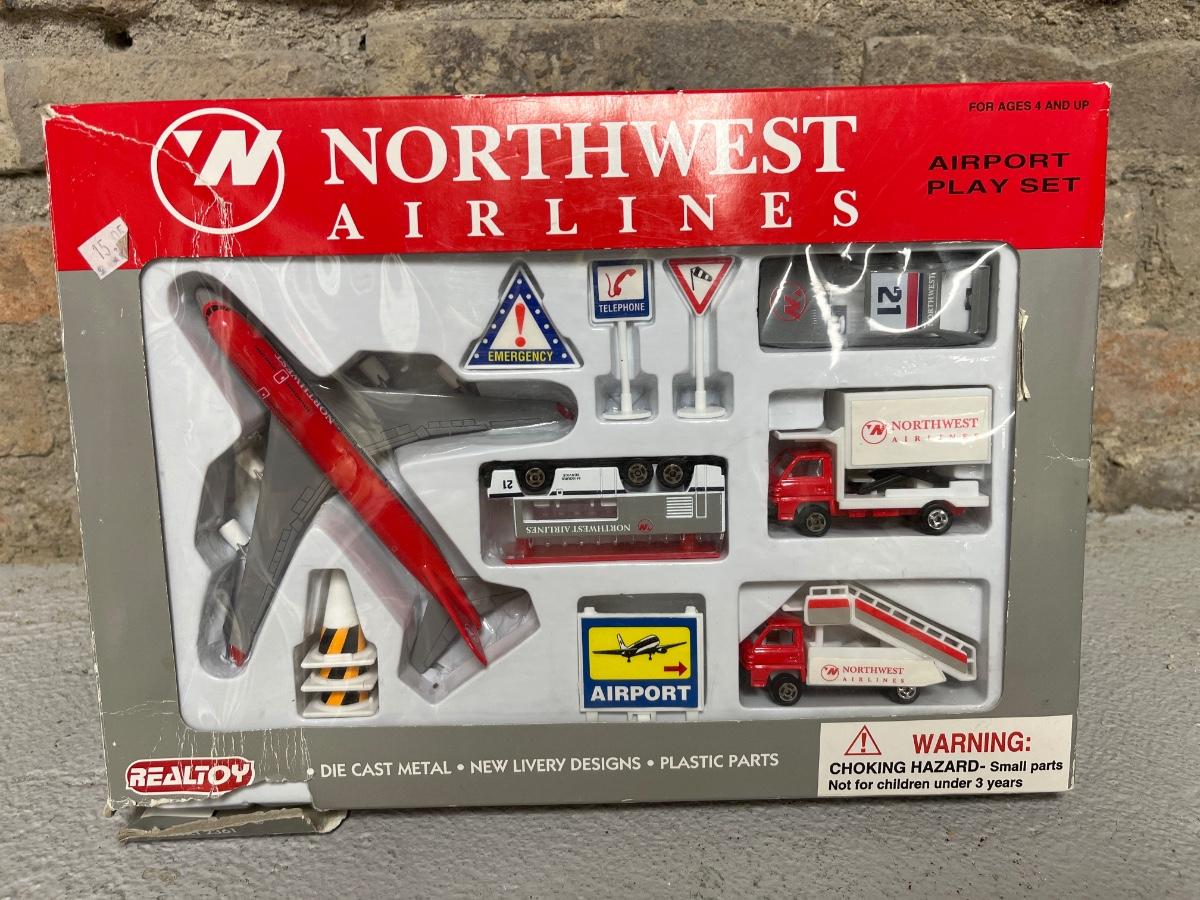 FOR AGES 4 AND UP
NORTHWEST
AIRLINES
AIRPORT
PLAY SET
NORTHWEST
EMERGENCY
TELEPHONE
21
NORTHWEST
NORTHWEST
AIRLINES
21
NORTHWEST AIRLINES
AIRPORT
NORTHWEST
AIRLINES
REALTOY
• DIE CAST METAL • NEW LIVERY DESIGNS • PLASTIC PARTS
WARNING:
CHOKING HAZARD- Small parts
Not for children under 3 years